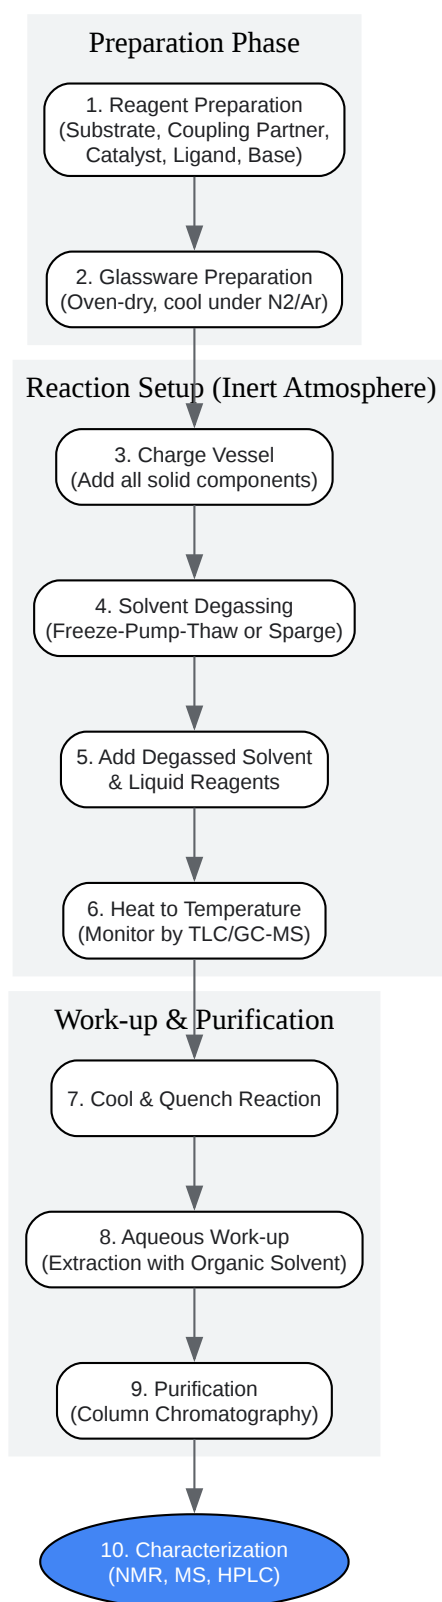 Preparation Phase
1. Reagent Preparation
(Substrate, Coupling Partner,
Catalyst, Ligand, Base)
2. Glassware Preparation
(Oven-dry, cool under N2/Ar)
Reaction Setup (Inert Atmosphere)
3. Charge Vessel
(Add all solid components)
4. Solvent Degassing
(Freeze-Pump-Thaw or Sparge)
5. Add Degassed Solvent
& Liquid Reagents
6. Heat to Temperature
(Monitor by TLC/GC-MS)
Work-up & Purification
7. Cool & Quench Reaction
8. Aqueous Work-up
(Extraction with Organic Solvent)
9. Purification
(Column Chromatography)
10. Characterization
(NMR, MS, HPLC)